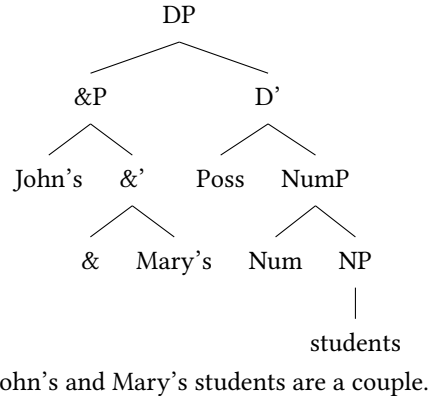 DP
&P D’
John’s &’ Poss NumP
& Mary’s Num NP
students
ohn’s and Mary’s students are a couple.